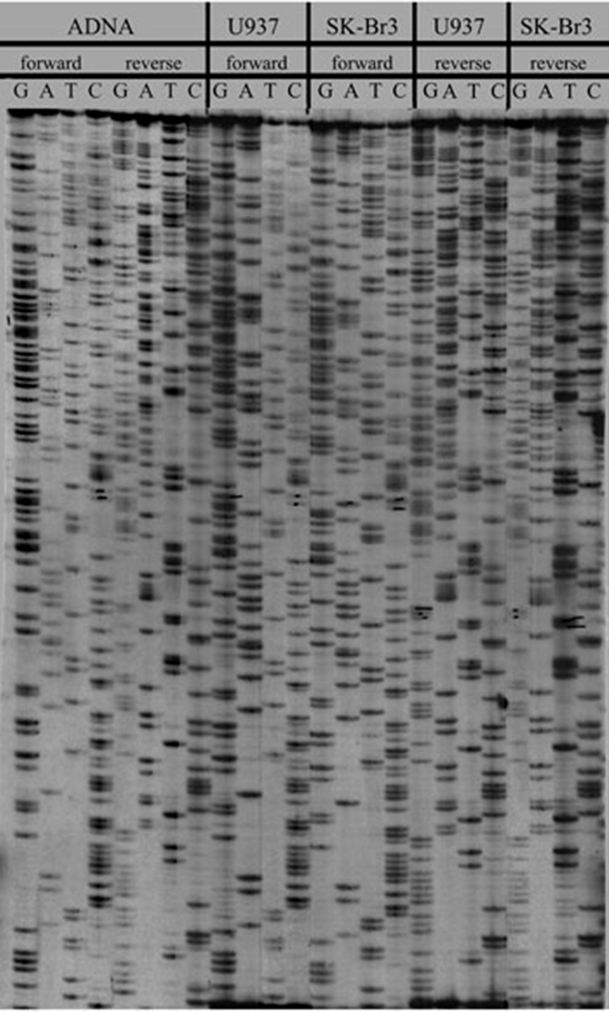 ADNA U937 SK-Br3 U937 SK-Br3
forward reverse forward forward reverse reverse
G A T C G A T C G A T C G A T C G A T C G A T C